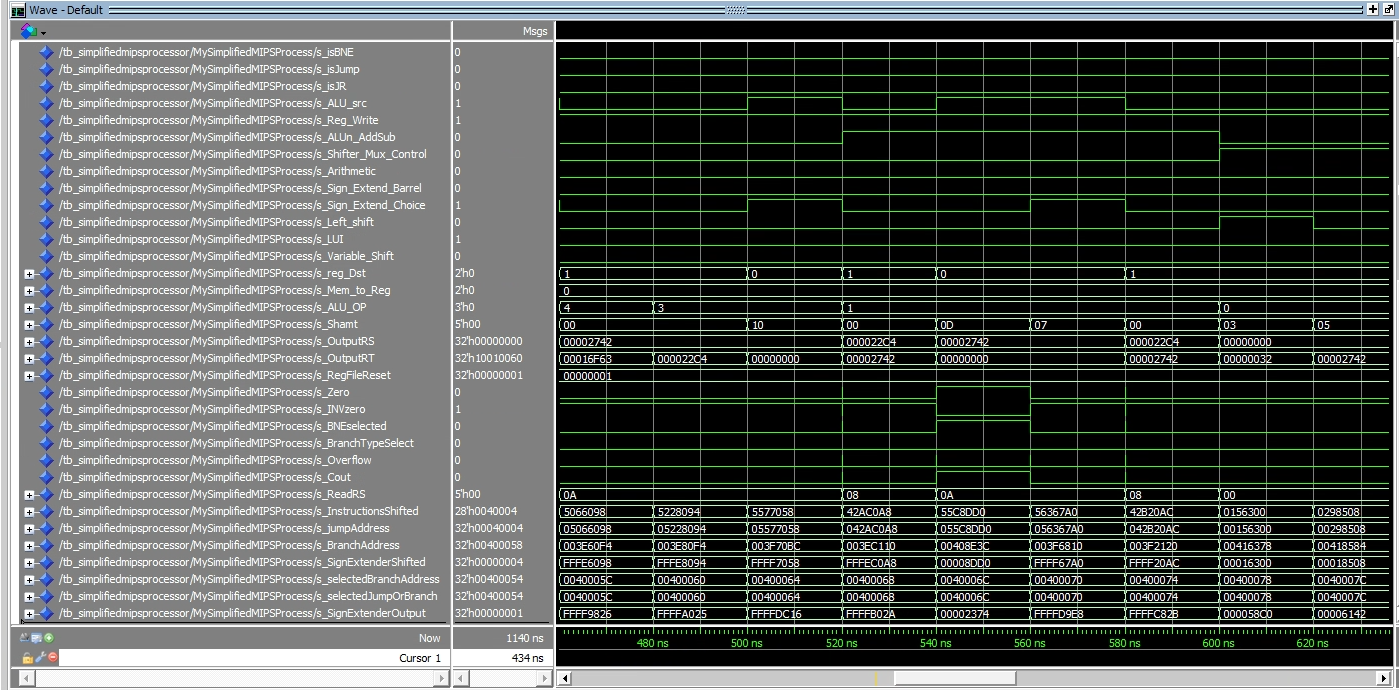 Wave - Default
Msgs
/tb_simplifiedmipsprocessor/MySimplifiedMIPSProcess/s_isBNE 0
/tb_simplifiedmipsprocessor/MySimplifiedMIPSProcess/s_isJump 0
/tb_simplifiedmipsprocessor/MySimplifiedMIPSProcess/s_isJR 0
/tb_simplifiedmipsprocessor/MySimplifiedMIPSProcess/s_ALU_src 1
/tb_simplifiedmipsprocessor/MySimplifiedMIPSProcess/s_Reg_Write 1
/tb_simplifiedmipsprocessor/MySimplifiedMIPSProcess/s_ALUn_AddSub 0
/tb_simplifiedmipsprocessor/MySimplifiedMIPSProcess/s_Shifter_Mux_Control 0
/tb_simplifiedmipsprocessor/MySimplifiedMIPSProcess/s_Arithmetic 0
/tb_simplifiedmipsprocessor/MySimplifiedMIPSProcess/s_Sign_Extend_Barrel 0
/tb_simplifiedmipsprocessor/MySimplifiedMIPSProcess/s_Sign_Extend_Choice 1
/tb_simplifiedmipsprocessor/MySimplifiedMIPSProcess/s_Left_shift 0
/tb_simplifiedmipsprocessor/MySimplifiedMIPSProcess/s_LUI 1
/tb_simplifiedmipsprocessor/MySimplifiedMIPSProcess/s_Variable_Shift 0
/tb_simplifiedmipsprocessor/MySimplifiedMIPSProcess/s_reg_Dst 2'h0 1 0 1 0 1
/tb_simplifiedmipsprocessor/MySimplifiedMIPSProcess/s_Mem_to_Reg 2'h0 0
/tb_simplifiedmipsprocessor/MySimplifiedMIPSProcess/s_ALU_OP 3'h0 4 3 1 0
/tb_simplifiedmipsprocessor/MySimplifiedMIPSProcess/s_Shamt 5'h00 00 10 00 0D 07 00 03 05
/tb_simplifiedmipsprocessor/MySimplifiedMIPSProcess/s_OutputRS 32'h00000000 00002742 000022C4 00002742 000022C4 00000000
/tb_simplifiedmipsprocessor/MySimplifiedMIPSProcess/s_OutputRT 32'h10010060 00016F63 000022C4 00000000 00002742 00000000 00002742 00000032 00002742
/tb_simplifiedmipsprocessor/MySimplifiedMIPSProcess/s_RegFileReset 32'h00000001 00000001
/tb_simplifiedmipsprocessor/MySimplifiedMIPSProcess/s_Zero 0
/tb_simplifiedmipsprocessor/MySimplifiedMIPSProcess/s_INVzero 1
/tb_simplifiedmipsprocessor/MySimplifiedMIPSProcess/s_BNEselected 0
/tb_simplifiedmipsprocessor/MySimplifiedMIPSProcess/s_BranchTypeSelect 0
/tb_simplifiedmipsprocessor/MySimplifiedMIPSProcess/s_Overflow 0
/tb_simplifiedmipsprocessor/MySimplifiedMIPSProcess/s_Cout 0
/tb_simplifiedmipsprocessor/MySimplifiedMIPSProcess/s_ReadRS 5'h00 0A 08 0A 08 00
/tb_simplifiedmipsprocessor/MySimplifiedMIPSProcess/s_InstructionsShifted 28'h0040004 5066098 5228094 5577058 42AC0A8 55C8DD0 56367A0 42B20AC 0156300 0298508
/tb_simplifiedmipsprocessor/MySimplifiedMIPSProcess/s_jumpAddress 32'h00040004 05066098 05228094 05577058 042AC0A8 055C8DD0 056367A0 042B20AC 00156300 00298508
/tb_simplifiedmipsprocessor/MySimplifiedMIPSProcess/s_BranchAddress 32'h00400058 003E60F4 003E80F4 003F70BC 003EC110 00408E3C 003F6810 003F2120 00416378 00418584
/tb_simplifiedmipsprocessor/MySimplifiedMIPSProcess/s_SignExtenderShifted 32'h00000004 FFFE6098 FFFE8094 FFFF7058 FFFEC0A8 00008DD0 FFFF67A0 FFFF20AC 00016300 00018508
/tb_simplifiedmipsprocessor/MySimplifiedMIPSProcess/s_selectedBranchAddress 32'h00400054 0040005C 00400060 00400064 00400068 0040006C 00400070 00400074 00400078 0040007C
/tb_simplifiedmipsprocessor/MySimplifiedMIPSProcess/s_selectedJumpOrBranch 32'h00400054 0040005C 00400060 00400064 00400068 0040006C 00400070 00400074 00400078 0040007C
/tb_simplifiedmipsprocessor/MySimplifiedMIPSProcess/s_SignExtenderOutput 32'h00000001 FFFF9826 FFFFA025 FFFFDC16 FFFFB02A 00002374 FFFFD9E8 FFFFC82B 000058C0 00006142
Now 1140 ns 480 ns 500 ns 520 ns 540 ns 560 ns 580 ns 600 ns 620 ns
Cursor 1 434 ns